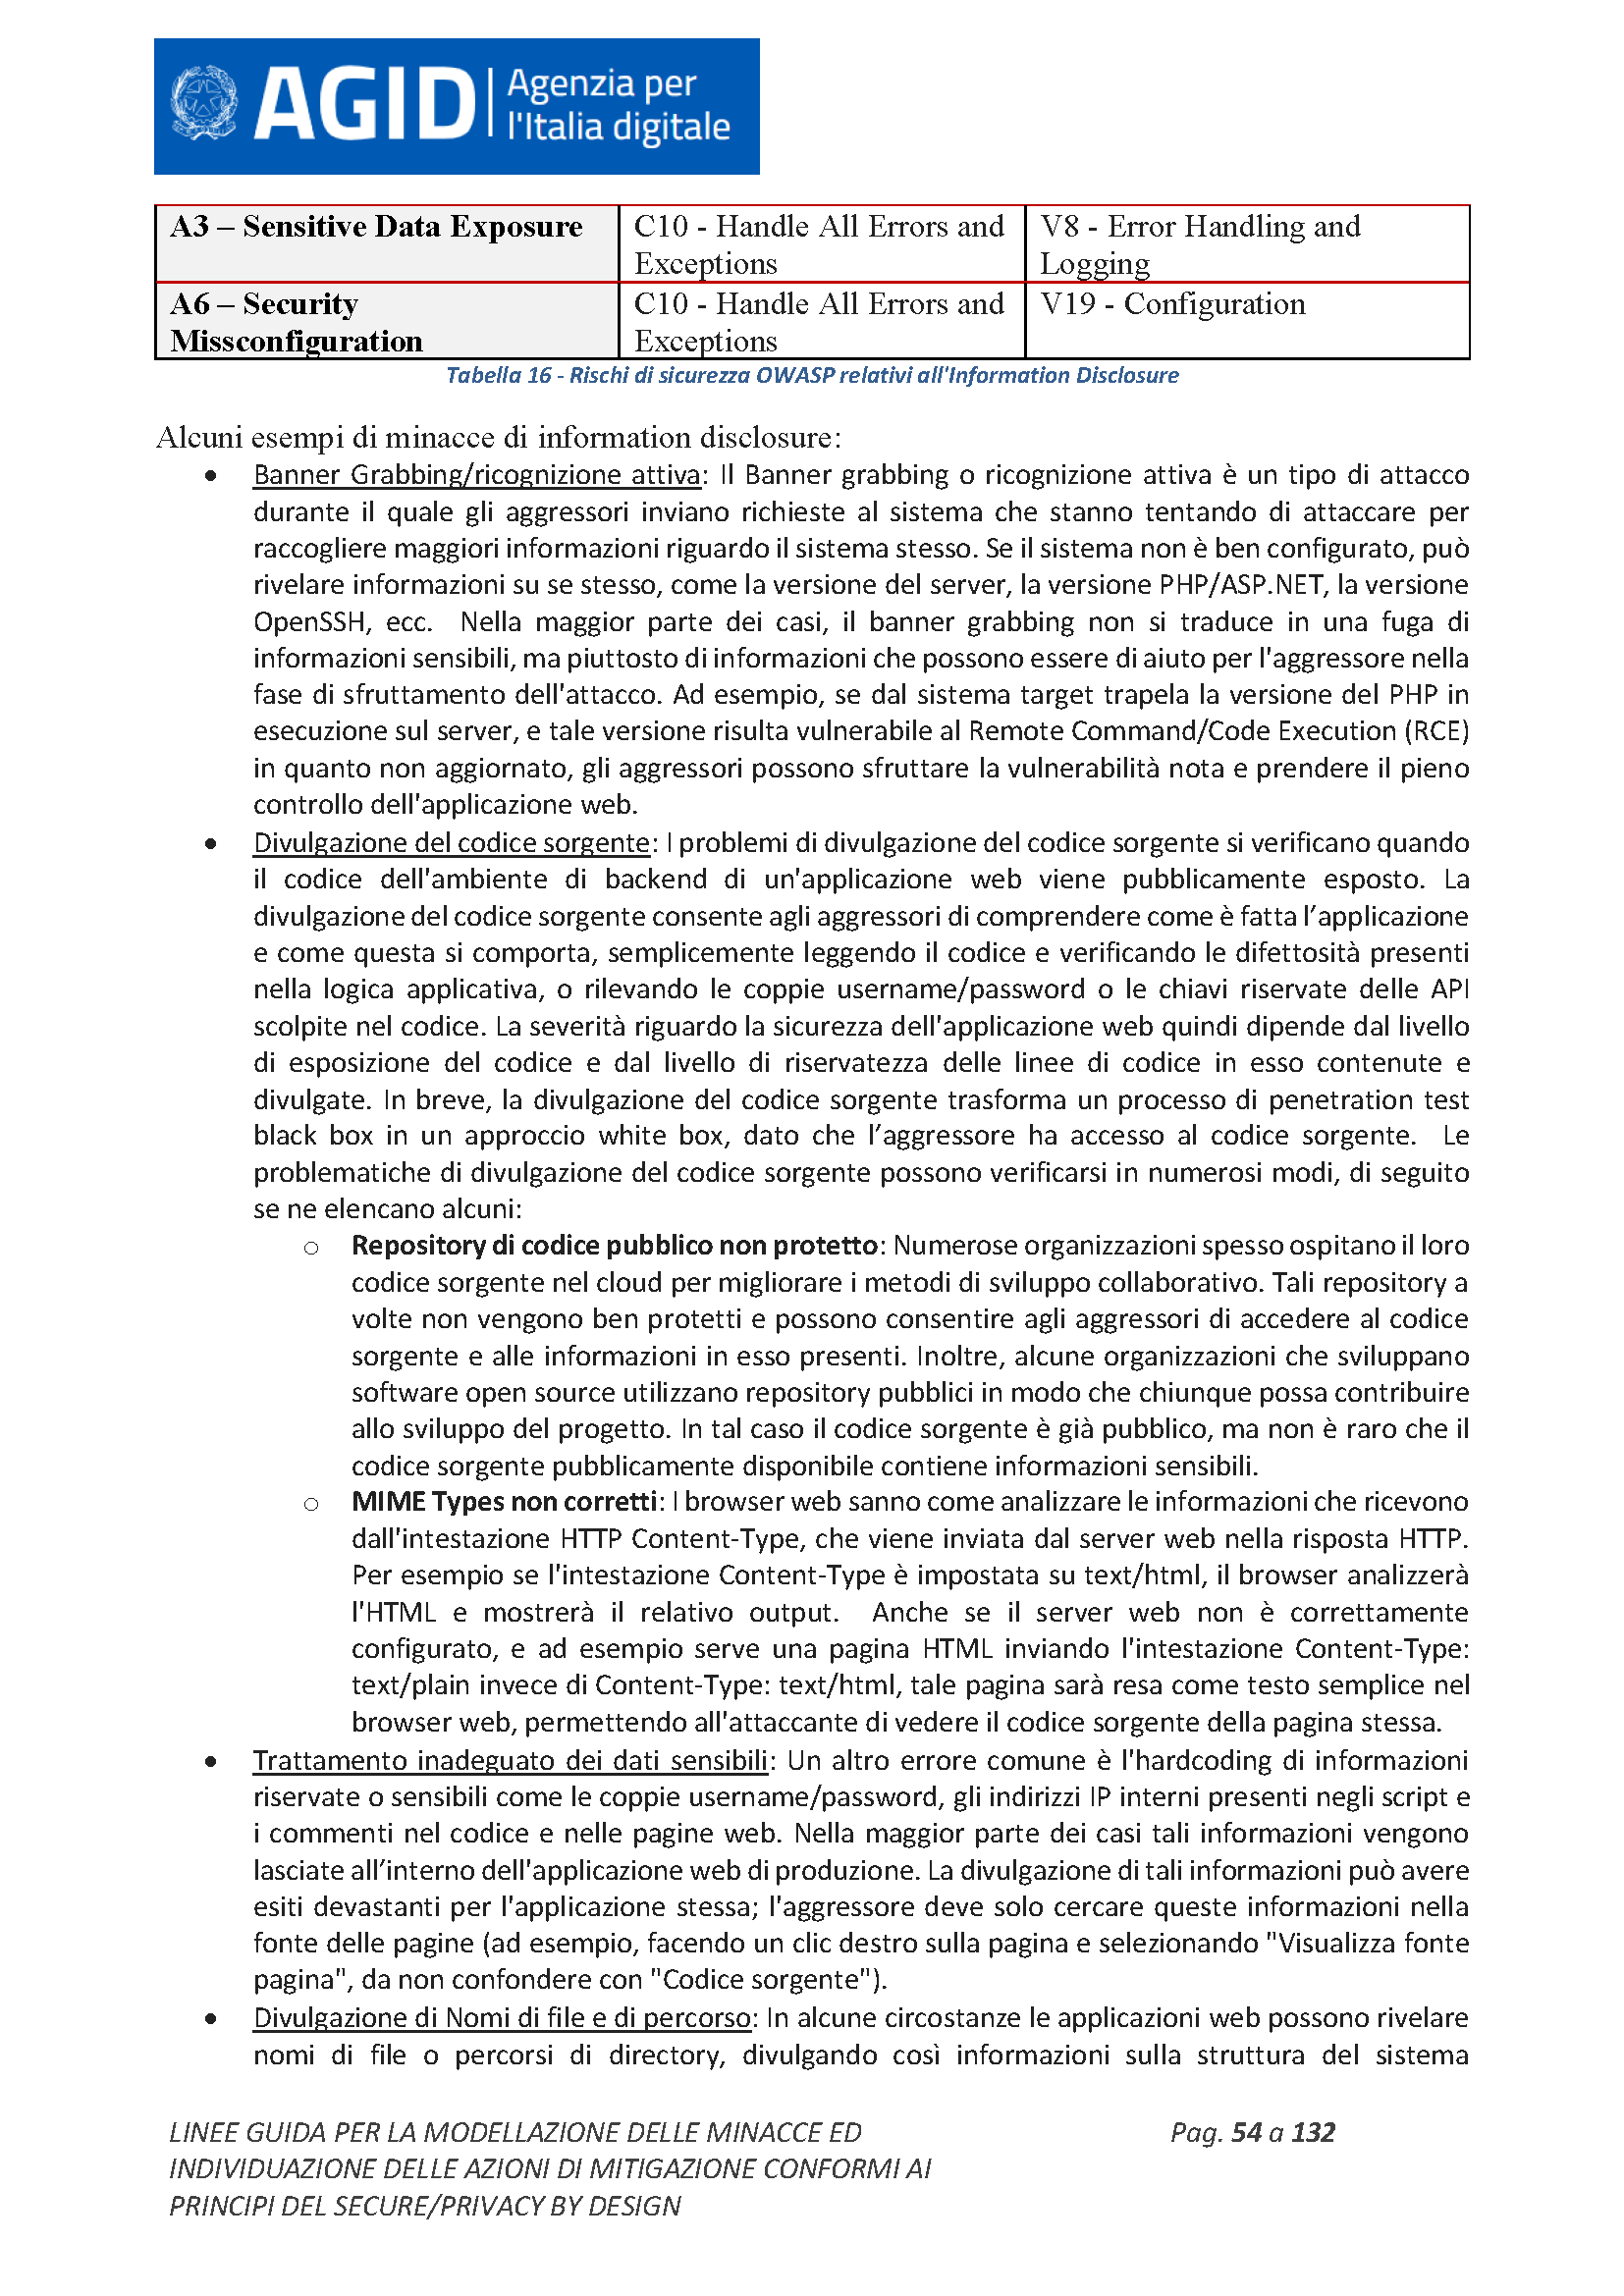 AGID
Agenzia per
l'Italia digitale
A3 – Sensitive Data Exposure
C10 - Handle All Errors and
Exceptions
V8 - Error Handling and
Logging
A6 – Security
Missconfiguration
C10 - Handle All Errors and
Exceptions
V19 - Configuration
Tabella 16 - Rischi di sicurezza OWASP relativi all'Information Disclosure
Alcuni esempi di minacce di information disclosure:
• Banner Grabbing/ricognizione attiva: Il Banner grabbing o ricognizione attiva è un tipo di attacco
durante il quale gli aggressori inviano richieste al sistema che stanno tentando di attaccare per
raccogliere maggiori informazioni riguardo il sistema stesso. Se il sistema non è ben configurato, può
rivelare informazioni su se stesso, come la versione del server, la versione PHP/ASP.NET, la versione
OpenSSH, ecc.  Nella maggior parte dei casi, il banner grabbing non si traduce in una fuga di
informazioni sensibili, ma piuttosto di informazioni che possono essere di aiuto per l'aggressore nella
fase di sfruttamento dell'attacco. Ad esempio, se dal sistema target trapela la versione del PHP in
esecuzione sul server, e tale versione risulta vulnerabile al Remote Command/Code Execution (RCE)
in quanto non aggiornato, gli aggressori possono sfruttare la vulnerabilità nota e prendere il pieno
controllo dell'applicazione web.
• Divulgazione del codice sorgente: I problemi di divulgazione del codice sorgente si verificano quando
il codice dell'ambiente di backend di un'applicazione web viene pubblicamente esposto. La
divulgazione del codice sorgente consente agli aggressori di comprendere come è fatta l’applicazione
e come questa si comporta, semplicemente leggendo il codice e verificando le difettosità presenti
nella logica applicativa, o rilevando le coppie username/password o le chiavi riservate delle API
scolpite nel codice. La severità riguardo la sicurezza dell'applicazione web quindi dipende dal livello
di esposizione del codice e dal livello di riservatezza delle linee di codice in esso contenute e
divulgate. In breve, la divulgazione del codice sorgente trasforma un processo di penetration test
black box in un approccio white box, dato che l’aggressore ha accesso al codice sorgente.  Le
problematiche di divulgazione del codice sorgente possono verificarsi in numerosi modi, di seguito
se ne elencano alcuni:
o Repository di codice pubblico non protetto: Numerose organizzazioni spesso ospitano il loro
codice sorgente nel cloud per migliorare i metodi di sviluppo collaborativo. Tali repository a
volte non vengono ben protetti e possono consentire agli aggressori di accedere al codice
sorgente e alle informazioni in esso presenti. Inoltre, alcune organizzazioni che sviluppano
software open source utilizzano repository pubblici in modo che chiunque possa contribuire
allo sviluppo del progetto. In tal caso il codice sorgente è già pubblico, ma non è raro che il
codice sorgente pubblicamente disponibile contiene informazioni sensibili.
o MIME Types non corretti: I browser web sanno come analizzare le informazioni che ricevono
dall'intestazione HTTP Content-Type, che viene inviata dal server web nella risposta HTTP.
Per esempio se l'intestazione Content-Type è impostata su text/html, il browser analizzerà
l'HTML e mostrerà il relativo output.  Anche se il server web non è correttamente
configurato, e ad esempio serve una pagina HTML inviando l'intestazione Content-Type:
text/plain invece di Content-Type: text/html, tale pagina sarà resa come testo semplice nel
browser web, permettendo all'attaccante di vedere il codice sorgente della pagina stessa.
• Trattamento inadeguato dei dati sensibili: Un altro errore comune è l'hardcoding di informazioni
riservate o sensibili come le coppie username/password, gli indirizzi IP interni presenti negli script e
i commenti nel codice e nelle pagine web. Nella maggior parte dei casi tali informazioni vengono
lasciate all’interno dell'applicazione web di produzione. La divulgazione di tali informazioni può avere
esiti devastanti per l'applicazione stessa; l'aggressore deve solo cercare queste informazioni nella
fonte delle pagine (ad esempio, facendo un clic destro sulla pagina e selezionando "Visualizza fonte
pagina", da non confondere con "Codice sorgente").
• Divulgazione di Nomi di file e di percorso: In alcune circostanze le applicazioni web possono rivelare
nomi di file o percorsi di directory, divulgando così informazioni sulla struttura del sistema
LINEE GUIDA PER LA MODELLAZIONE DELLE MINACCE ED
INDIVIDUAZIONE DELLE AZIONI DI MITIGAZIONE CONFORMI AI
PRINCIPI DEL SECURE/PRIVACY BY DESIGN
Pag. 54 a 132